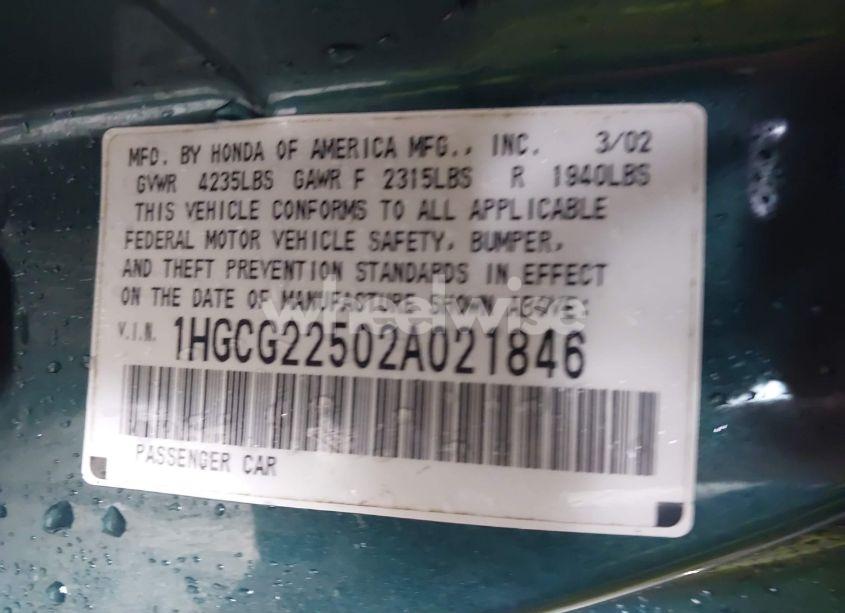 MFD. BY HONDA OF AMERICA MFG., INC. 3/02
GVWR 4235LBS GAWR F 2315LBS R 1940LBS
THIS VEHICLE CONFORMS TO ALL APPLICABLE
FEDERAL MOTOR VEHICLE SAFETY, BUMPER,
AND THEFT PREVENTION STANDARDS IN EFFECT
ON THE DATE OF MANUFACTURE SHOWN ABOVE:
wheelwise
V.I.N. 1HGCG22502A021846
PASSENGER CAR